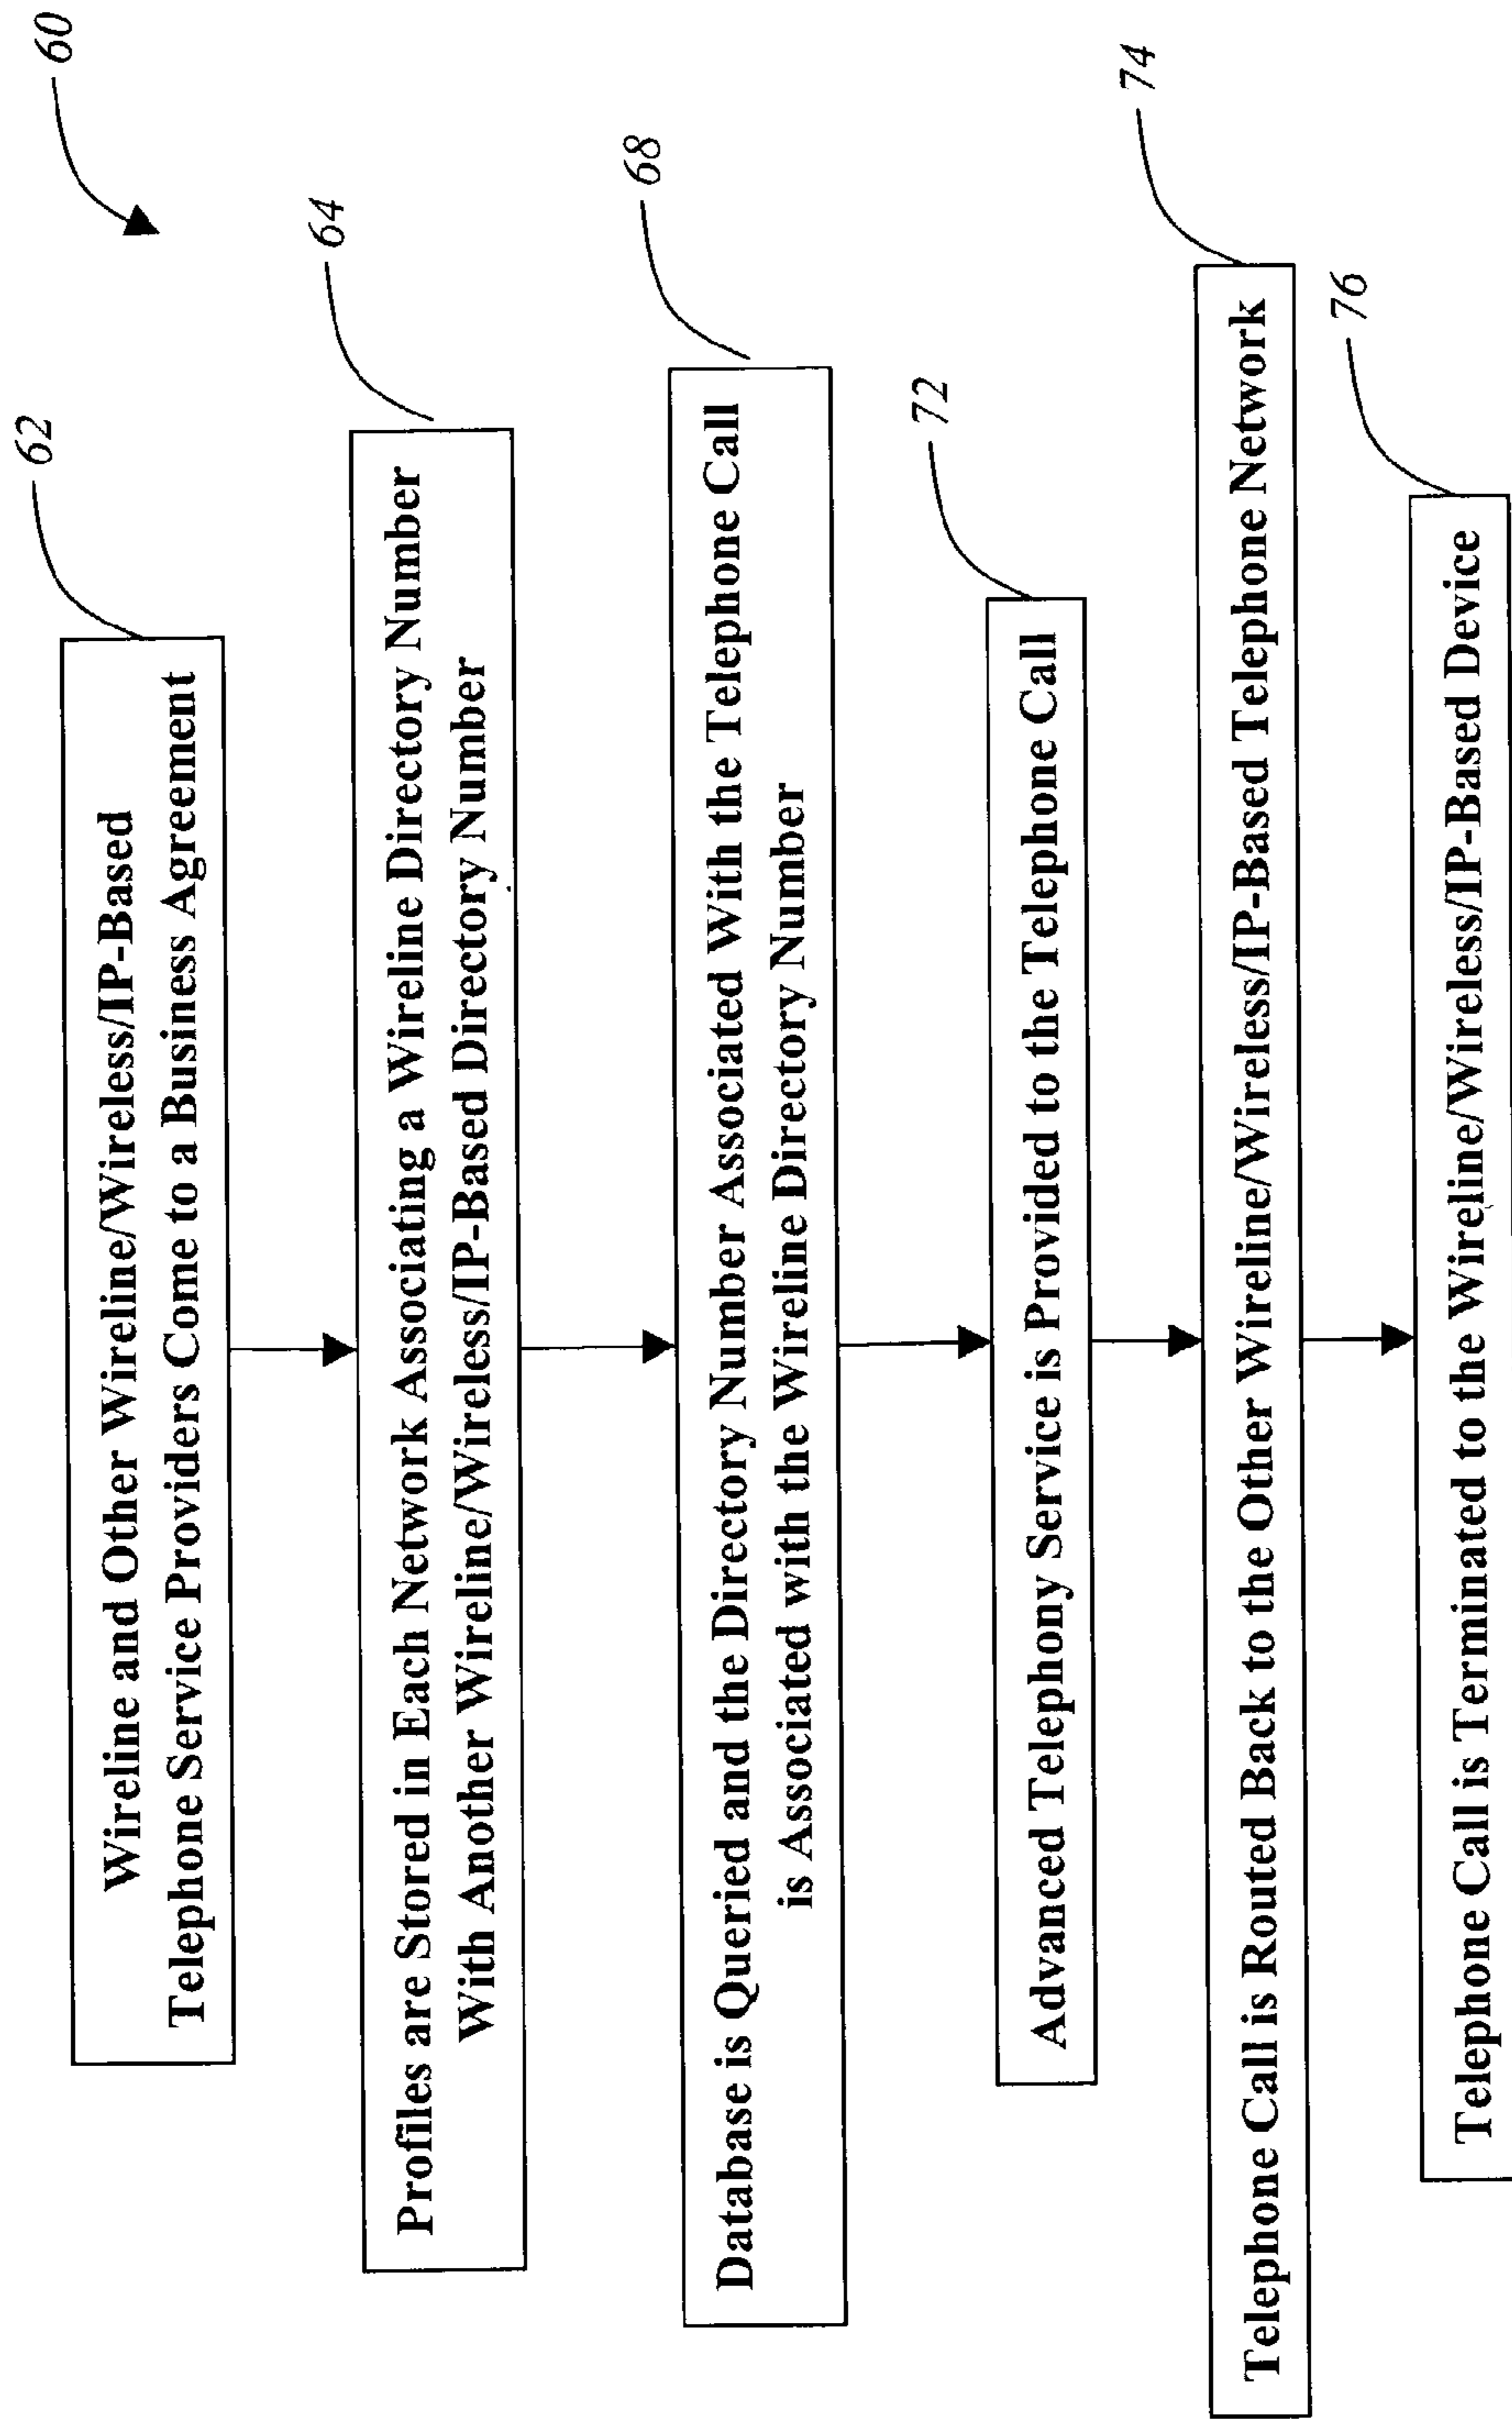 60
62
Wireline and Other Wireline/Wireless/IP-Based
Telephone Service Providers Come to a Business Agreement
64
Profiles are Stored in Each Network Associating a Wireline Directory Number
With Another Wireline/Wireless/IP-Based Directory Number
68
Database is Queried and the Directory Number Associated With the Telephone Call
is Associated with the Wireline Directory Number
72
Advanced Telephony Service is Provided to the Telephone Call
74
Telephone Call is Routed Back to the Other Wireline/Wireless/IP-Based Telephone Network
76
Telephone Call is Terminated to the Wireline/Wireless/IP-Based Device